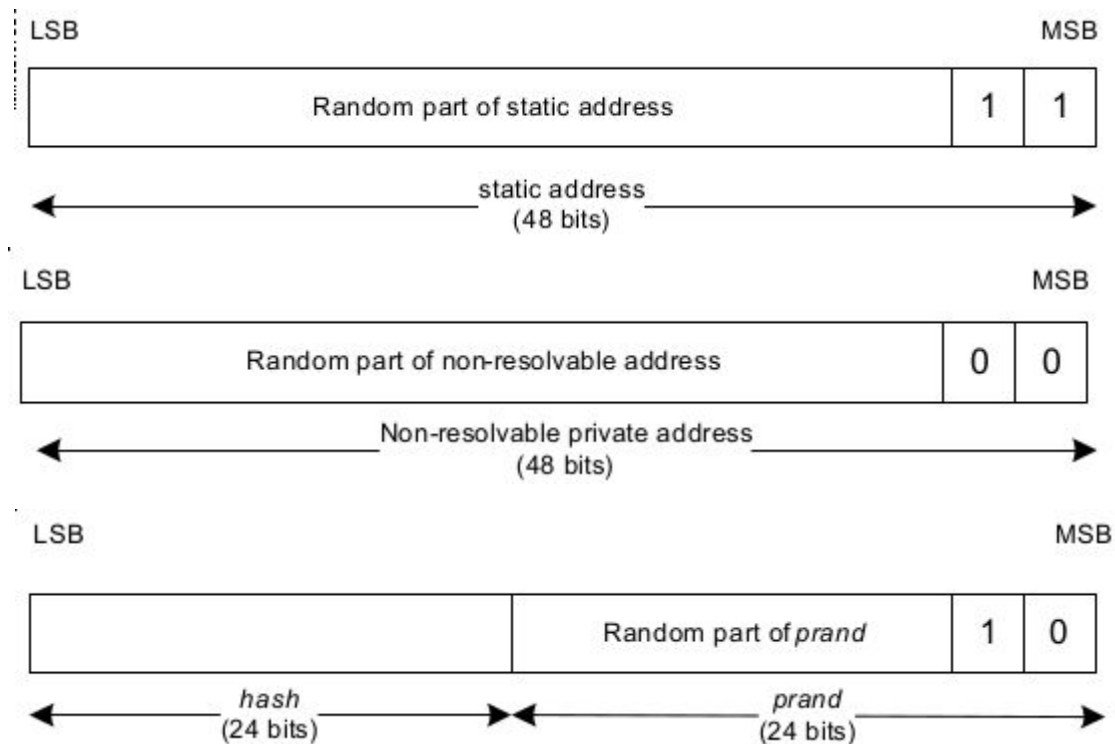 LSB MSB
Random part of static address 1 1
static address
(48 bits)
LSB MSB
Random part of non-resolvable address 0 0
Non-resolvable private address
(48 bits)
LSB MSB
Random part of prand 1 0
hash prand
(24 bits) (24 bits)